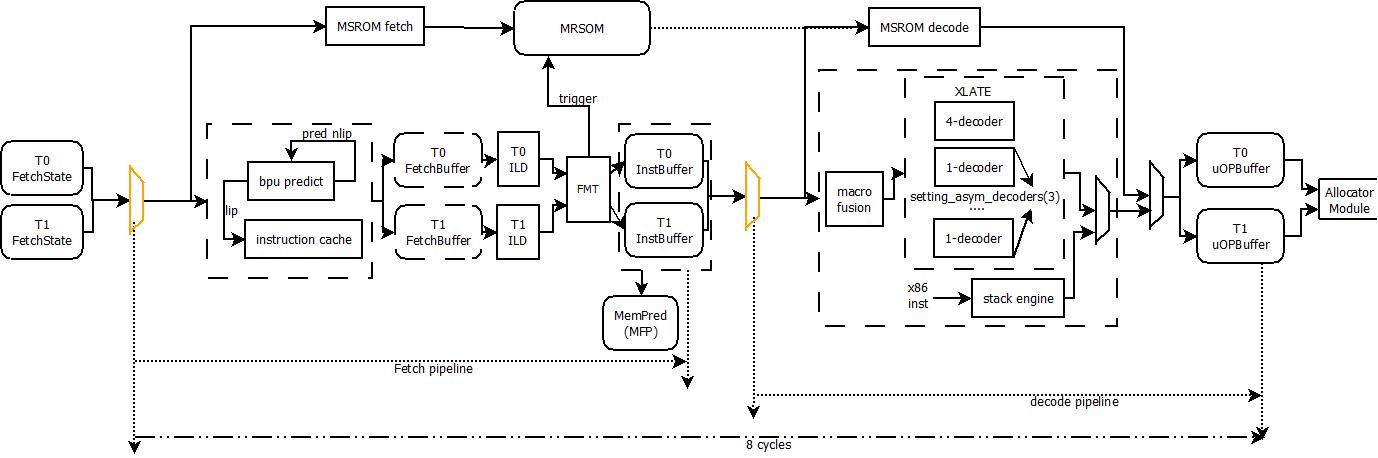 MSROM fetch
MRSOM
MSROM decode
trigger
XLATE
4-decoder
T0
FetchState
T1
FetchState
pred nlip
bpu predict
lip
instruction cache
T0
FetchBuffer
T1
FetchBuffer
T0
ILD
T1
ILD
FMT
T0
InstBuffer
T1
InstBuffer
MemPred
(MFP)
macro
fusion
1-decoder
setting_asym_decoders(3)
....
1-decoder
x86
inst
stack engine
T0
uOPBuffer
T1
uOPBuffer
Allocator
Module
Fetch pipeline
decode pipeline
8 cycles